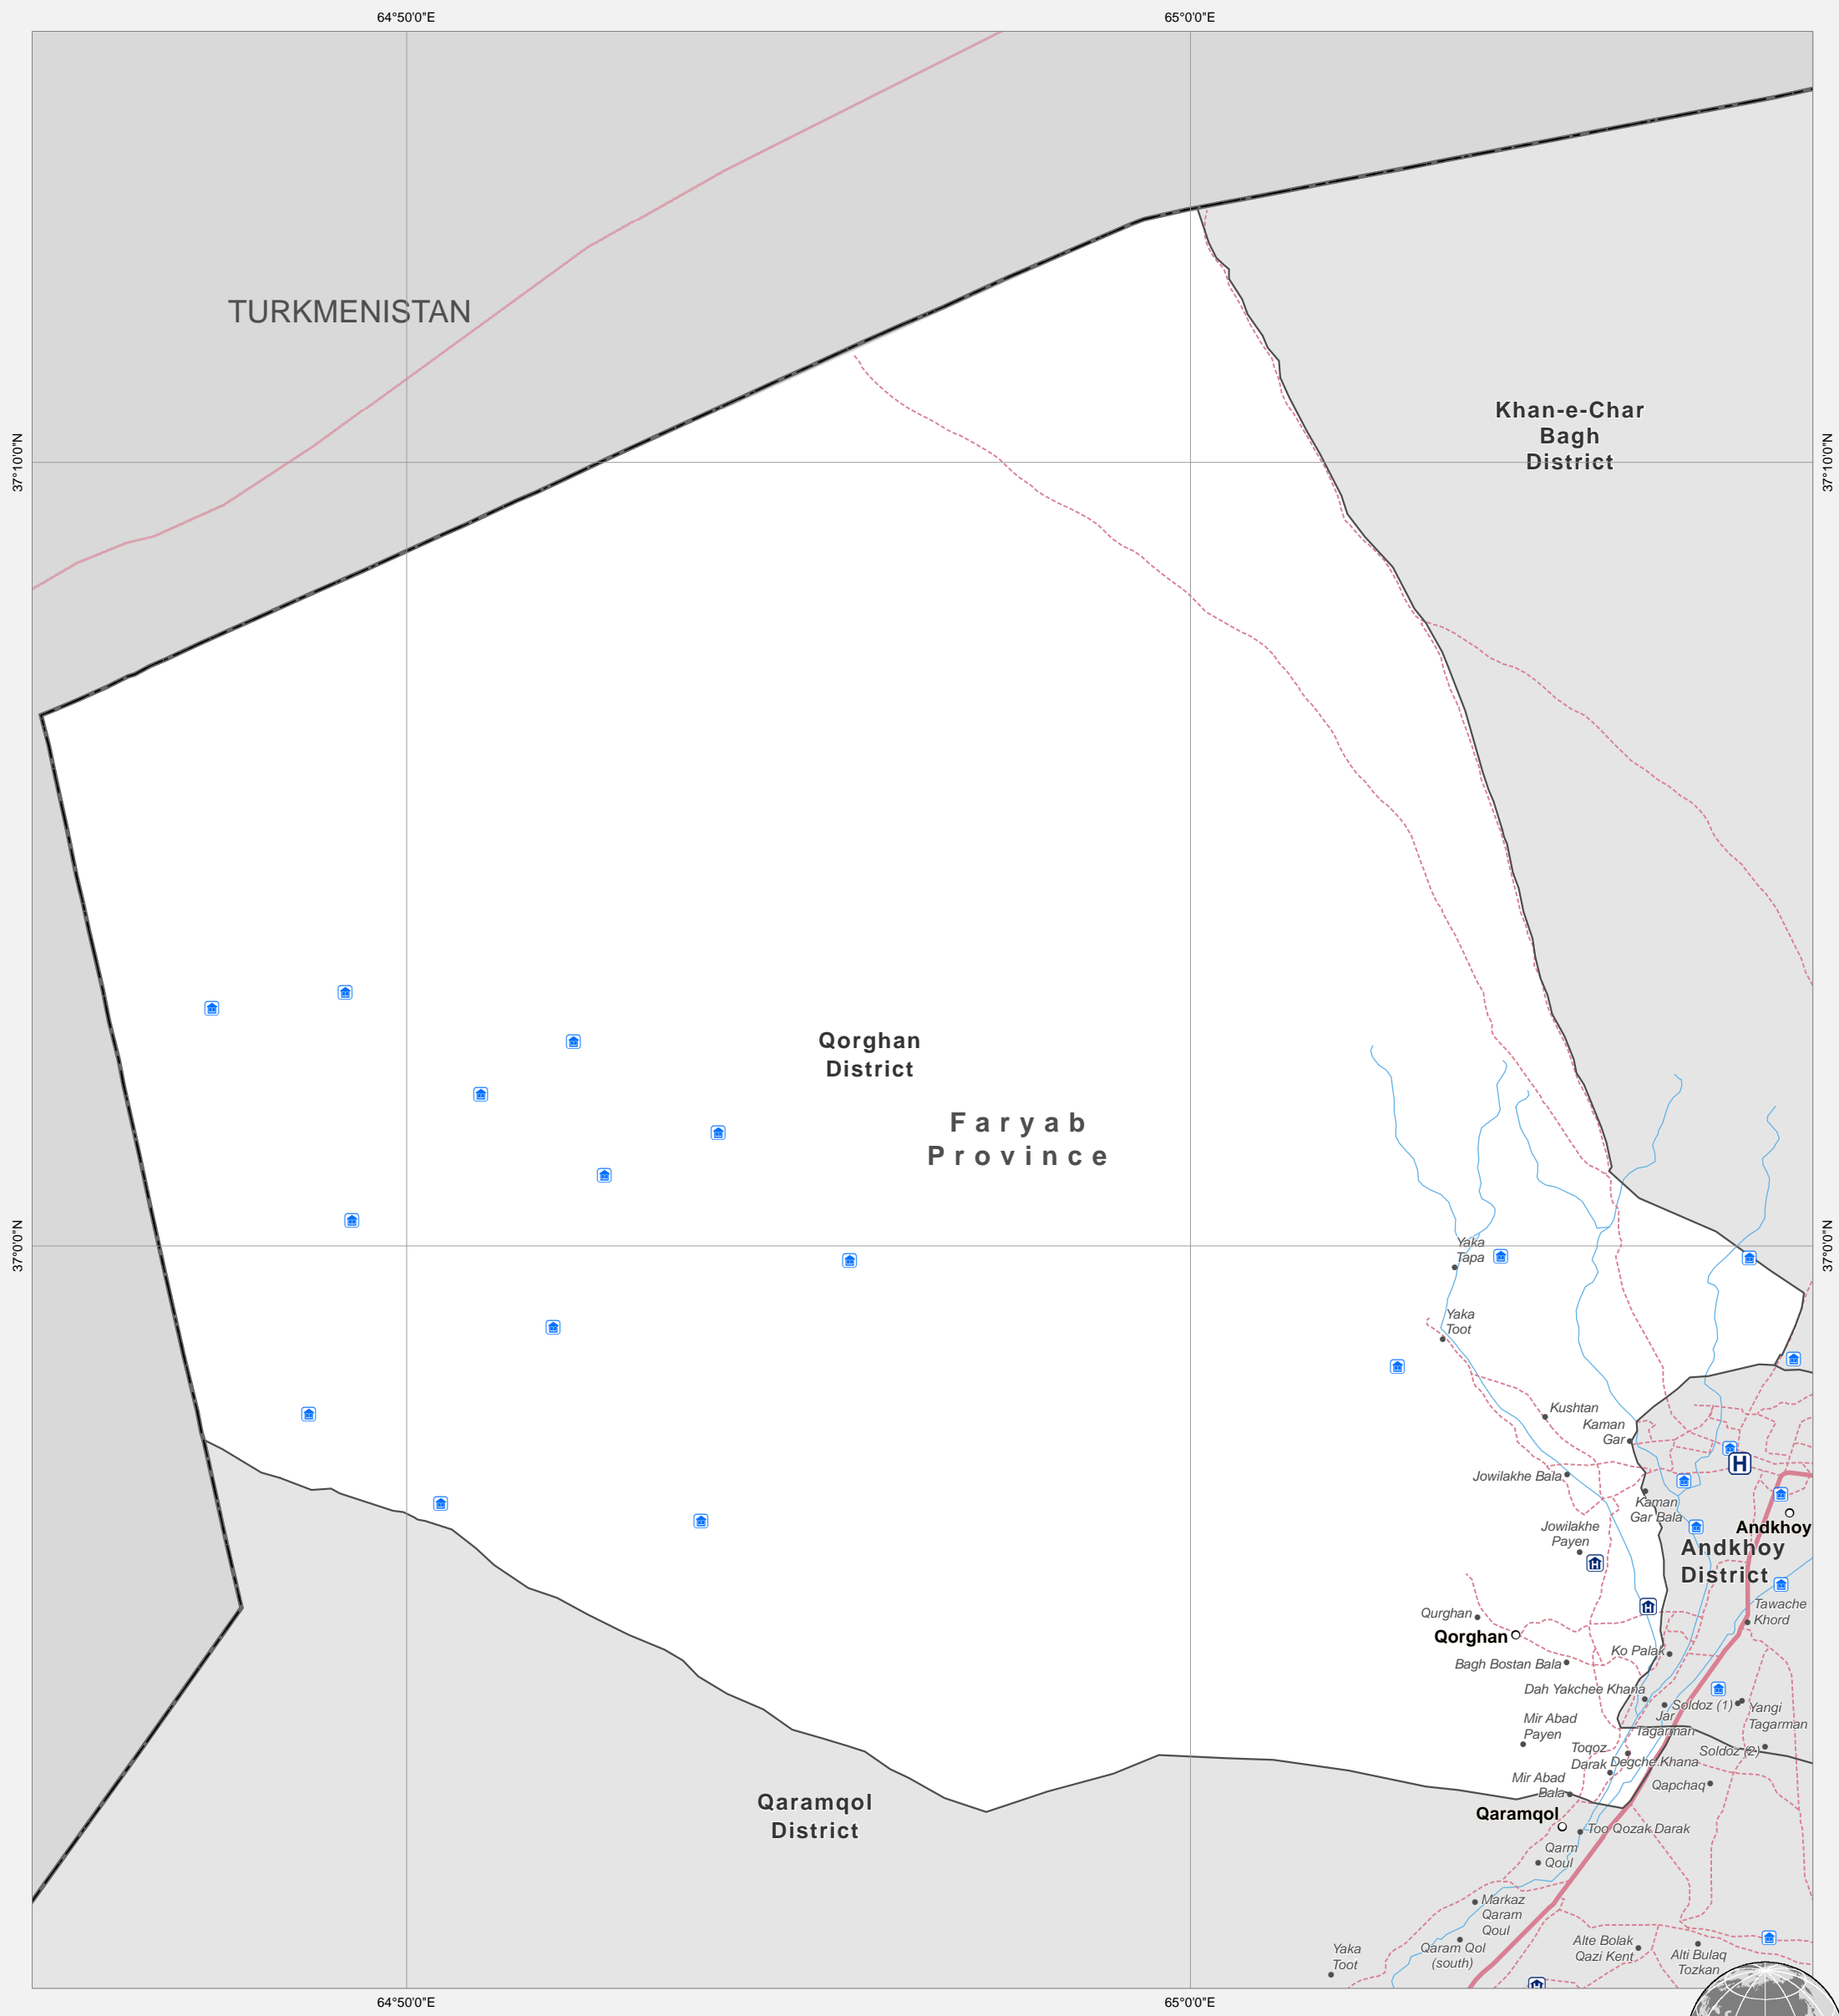 64°50'0"E
65°0'0"E
TURKMENISTAN
Khan-e-Char
Bagh
District
37°10'0"N
37°10'0"N
Qorghan
District
Faryab
Province
37°0'0"N
37°0'0"N
Yaka
Tapa
Yaka
Toot
Kushtan
Kaman
Gar
Jowilakhe Bala
H
Kaman
Gar Bala
Jowilakhe
Payen
H
Andkhoy
Andkhoy
District
H
Tawache
Khord
Qurghan
Qorghan
Ko Palak
Bagh Bostan Bala
Dah Yakchee Khana
Soldoz (1)
Yangi
Tagarman
Jar
Tagarman
Mir Abad
Payen
Toqoz
Darak
Degche Khana
Soldoz (2)
Mir Abad
Bala
Qapchaq
Qaramqol
District
Qaramqol
Too Qozak Darak
Qarm
Qoul
Markaz
Qaram
Qoul
Qaram Qol
(south)
Yaka
Toot
Alte Bolak
Qazi Kent
Alti Bulaq
Tozkan
H
64°50'0"E
65°0'0"E